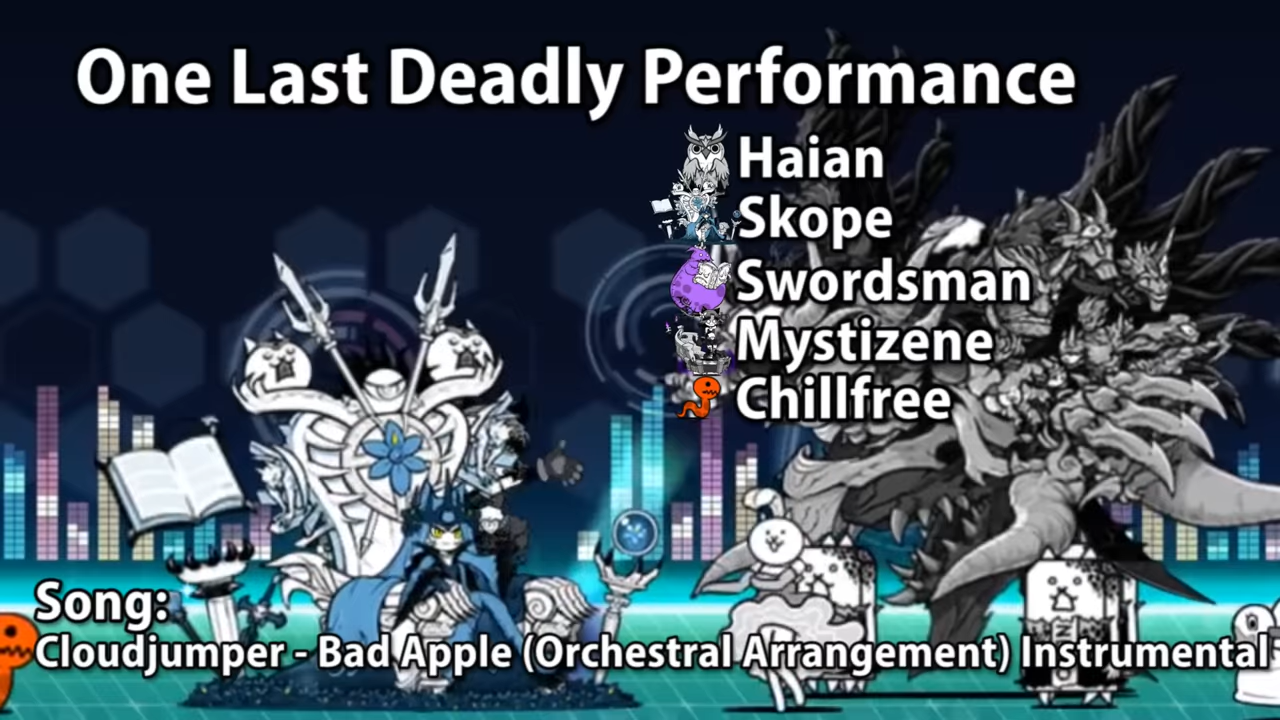 One Last Deadly Performance
Haian
Skope
Swordsman
Mystizene
Chillfree
Song:
Cloudjumper - Bad Apple (Orchestral Arrangement) Instrumental